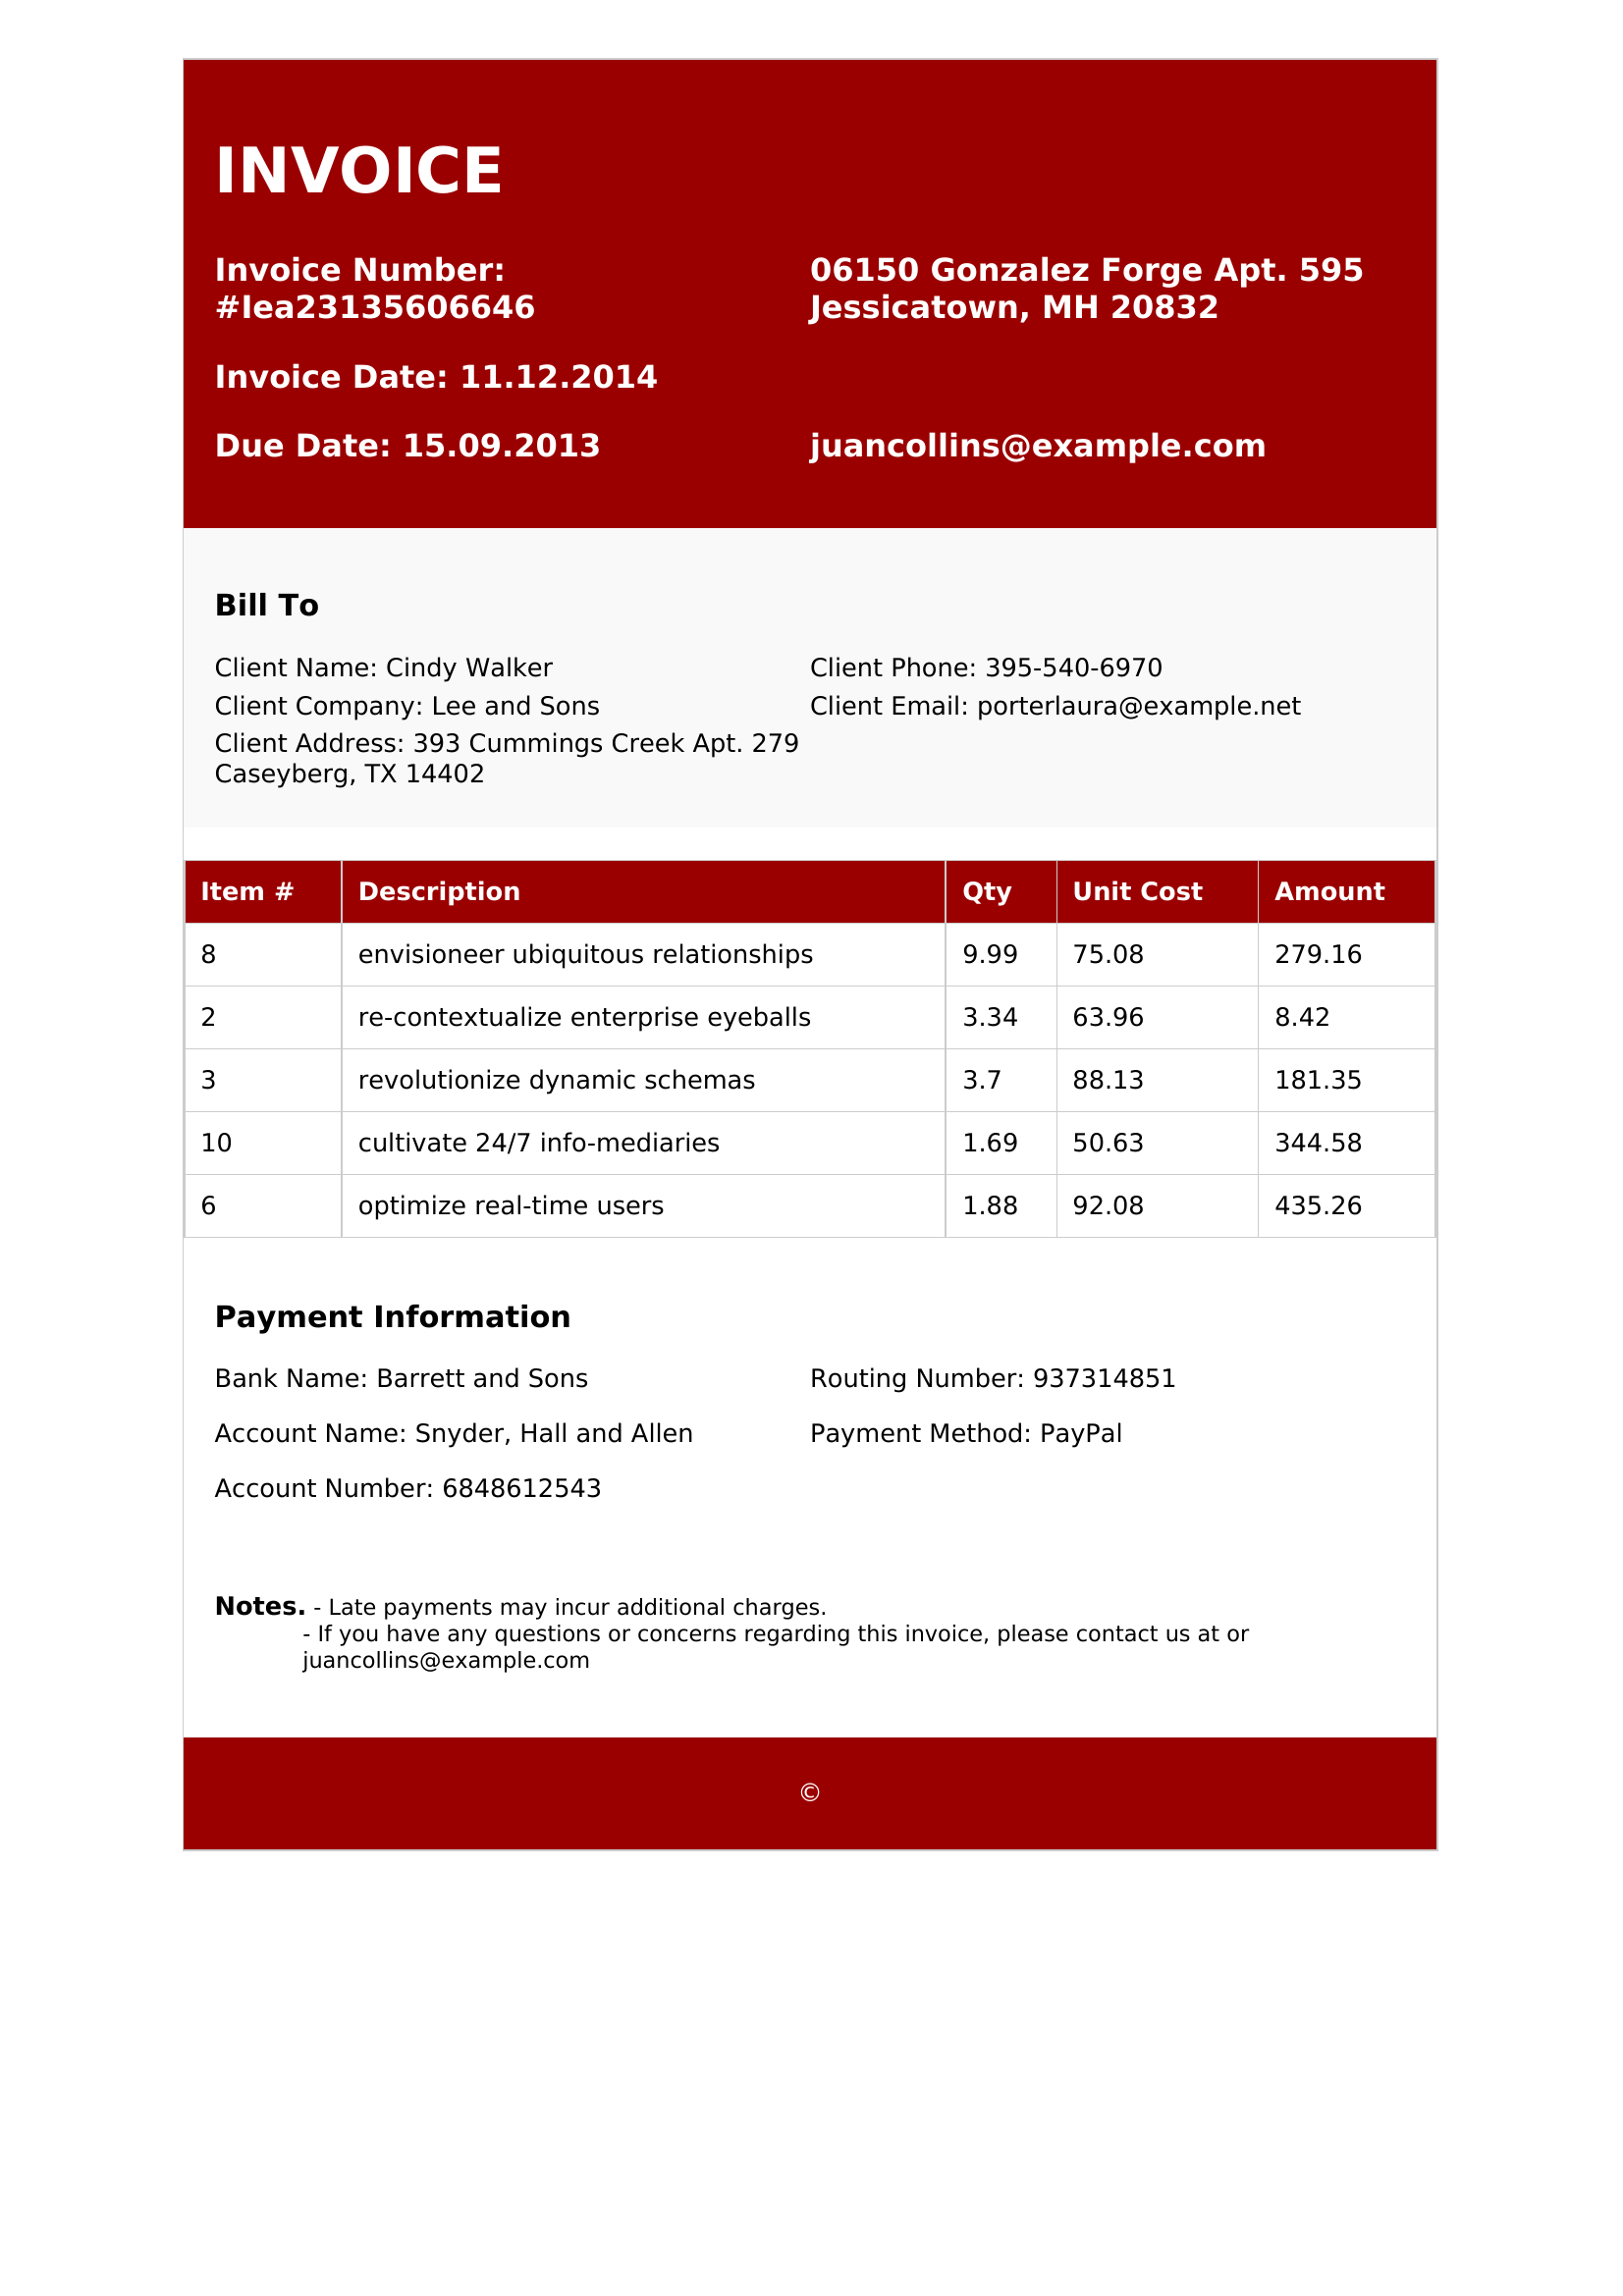 INVOICE
Invoice Number:
#Iea23135606646
06150 Gonzalez Forge Apt. 595
Jessicatown, MH 20832
Invoice Date: 11.12.2014
Due Date: 15.09.2013
juancollins@example.com
Bill To
Client Name: Cindy Walker
Client Phone: 395-540-6970
Client Company: Lee and Sons
Client Email: porterlaura@example.net
Client Address: 393 Cummings Creek Apt. 279
Caseyberg, TX 14402
Item # Description Qty Unit Cost Amount
8 envisioneer ubiquitous relationships 9.99 75.08 279.16
2 re-contextualize enterprise eyeballs 3.34 63.96 8.42
3 revolutionize dynamic schemas 3.7 88.13 181.35
10 cultivate 24/7 info-mediaries 1.69 50.63 344.58
6 optimize real-time users 1.88 92.08 435.26
Payment Information
Bank Name: Barrett and Sons
Routing Number: 937314851
Account Name: Snyder, Hall and Allen
Payment Method: PayPal
Account Number: 6848612543
Notes. - Late payments may incur additional charges.
- If you have any questions or concerns regarding this invoice, please contact us at or
juancollins@example.com
©